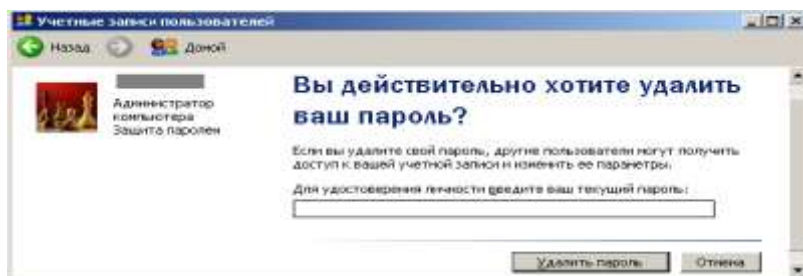 Учетные записи пользователей
Назад Домой
Администратор
компьютера
Защита паролем
Вы действительно хотите удалить
ваш пароль?
Если вы удалите свой пароль, другие пользователи могут получить
доступ к вашей учетной записи и изменить ее параметры.
Для удостоверения личности введите ваш текущий пароль:
Удалить пароль Отмена